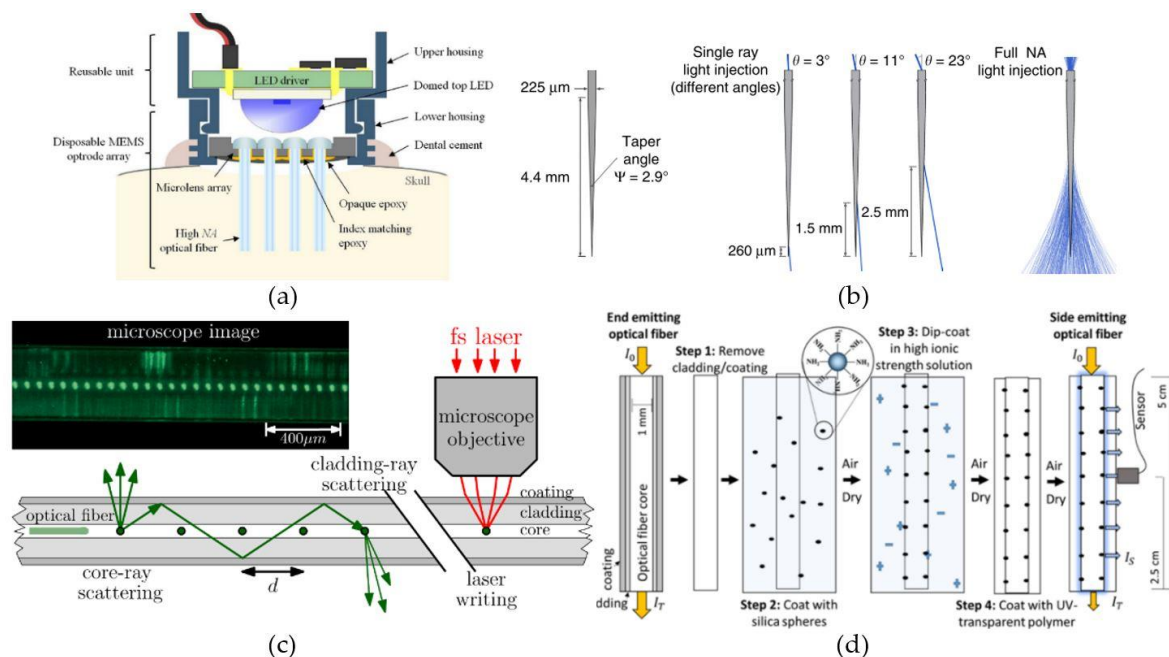 Reusable unit
LED driver
Upper housing
Domed top LED
Lower housing
Disposable MEMS
optrode array
Dental cement
Microlens array
Skull
Opaque epoxy
Index matching
epoxy
High NA
optical fiber
(a)
225 µm
4.4 mm
Taper
angle
Ψ = 2.9°
Single ray
light injection
(different angles)
θ = 3°
θ = 11°
θ = 23°
Full NA
light injection
260 µm
1.5 mm
2.5 mm
(b)
microscope image
400µm
fs laser
microscope
objective
cladding-ray
scattering
coating
cladding
core
optical fiber
core-ray
scattering
d
laser
writing
(c)
End emitting
optical fiber
I0
1 mm
Optical fiber core
coating
dding
IT
Step 1: Remove
cladding/coating
Step 2: Coat with
silica spheres
NH2
Air
Dry
Step 3: Dip-coat
in high ionic
strength solution
Air
Dry
Step 4: Coat with UV-
transparent polymer
Air
Dry
Side emitting
optical fiber
I0
Sensor
5 cm
2.5 cm
IS
IT
(d)